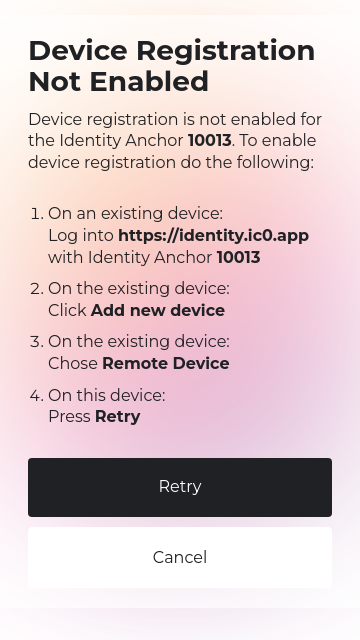 Device Registration
Not Enabled
Device registration is not enabled for
the Identity Anchor 10013. To enable
device registration do the following:
1. On an existing device:
Log into https://identity.ic0.app
with Identity Anchor 10013
2. On the existing device:
Click Add new device
3. On the existing device:
Chose Remote Device
4. On this device:
Press Retry
Retry
Cancel